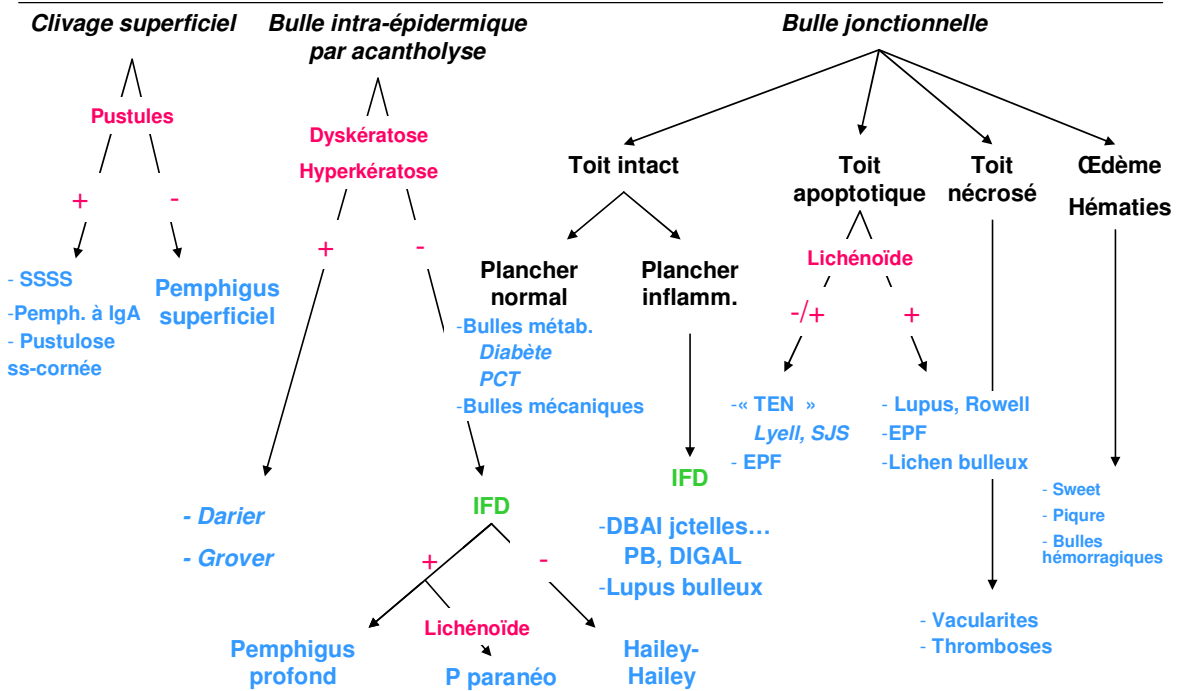 Clivage superficiel
Bulle intra-épidermique
par acantholyse
Bulle jonctionnelle
Pustules
+
-
- SSSS
-Pemph. à IgA
- Pustulose
ss-cornée
Pemphigus
superficiel
Dyskératose
Hyperkératose
+
-
- Darier
- Grover
IFD
+
-
Lichénoïde
Pemphigus
profond
P paranéo
Hailey-
Hailey
Toit intact
Plancher
normal
-Bulles métab.
Diabète
PCT
-Bulles mécaniques
Plancher
inflamm.
IFD
-DBAI jctelles…
PB, DIGAL
-Lupus bulleux
Toit
apoptotique
Lichénoïde
-/+
+
-« TEN »
Lyell, SJS
- EPF
- Lupus, Rowell
-EPF
-Lichen bulleux
Toit
nécrosé
- Vacularites
- Thromboses
Œdème
Hématies
- Sweet
- Piqure
- Bulles
hémorragiques